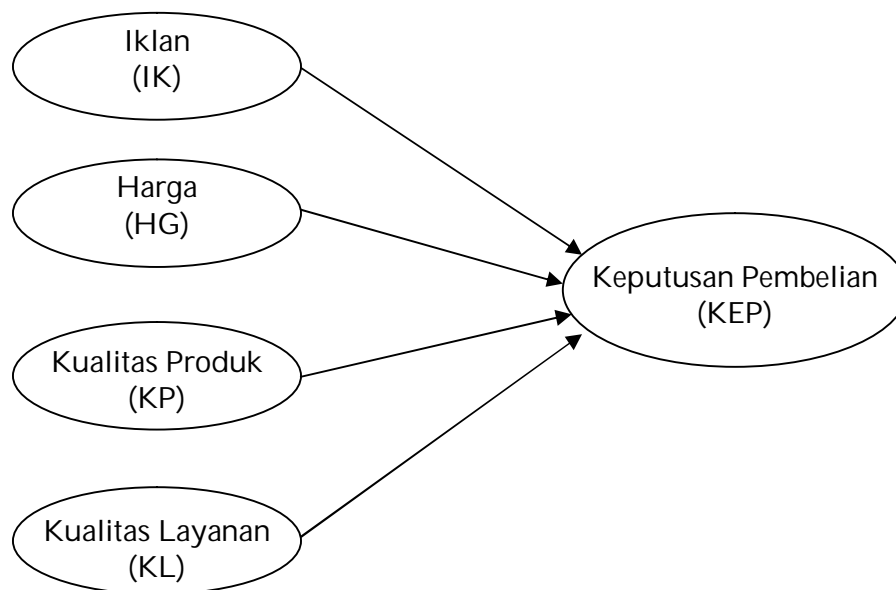 Iklan
(IK)
Harga
(HG)
Keputusan Pembelian
(KEP)
Kualitas Produk
(KP)
Kualitas Layanan
(KL)